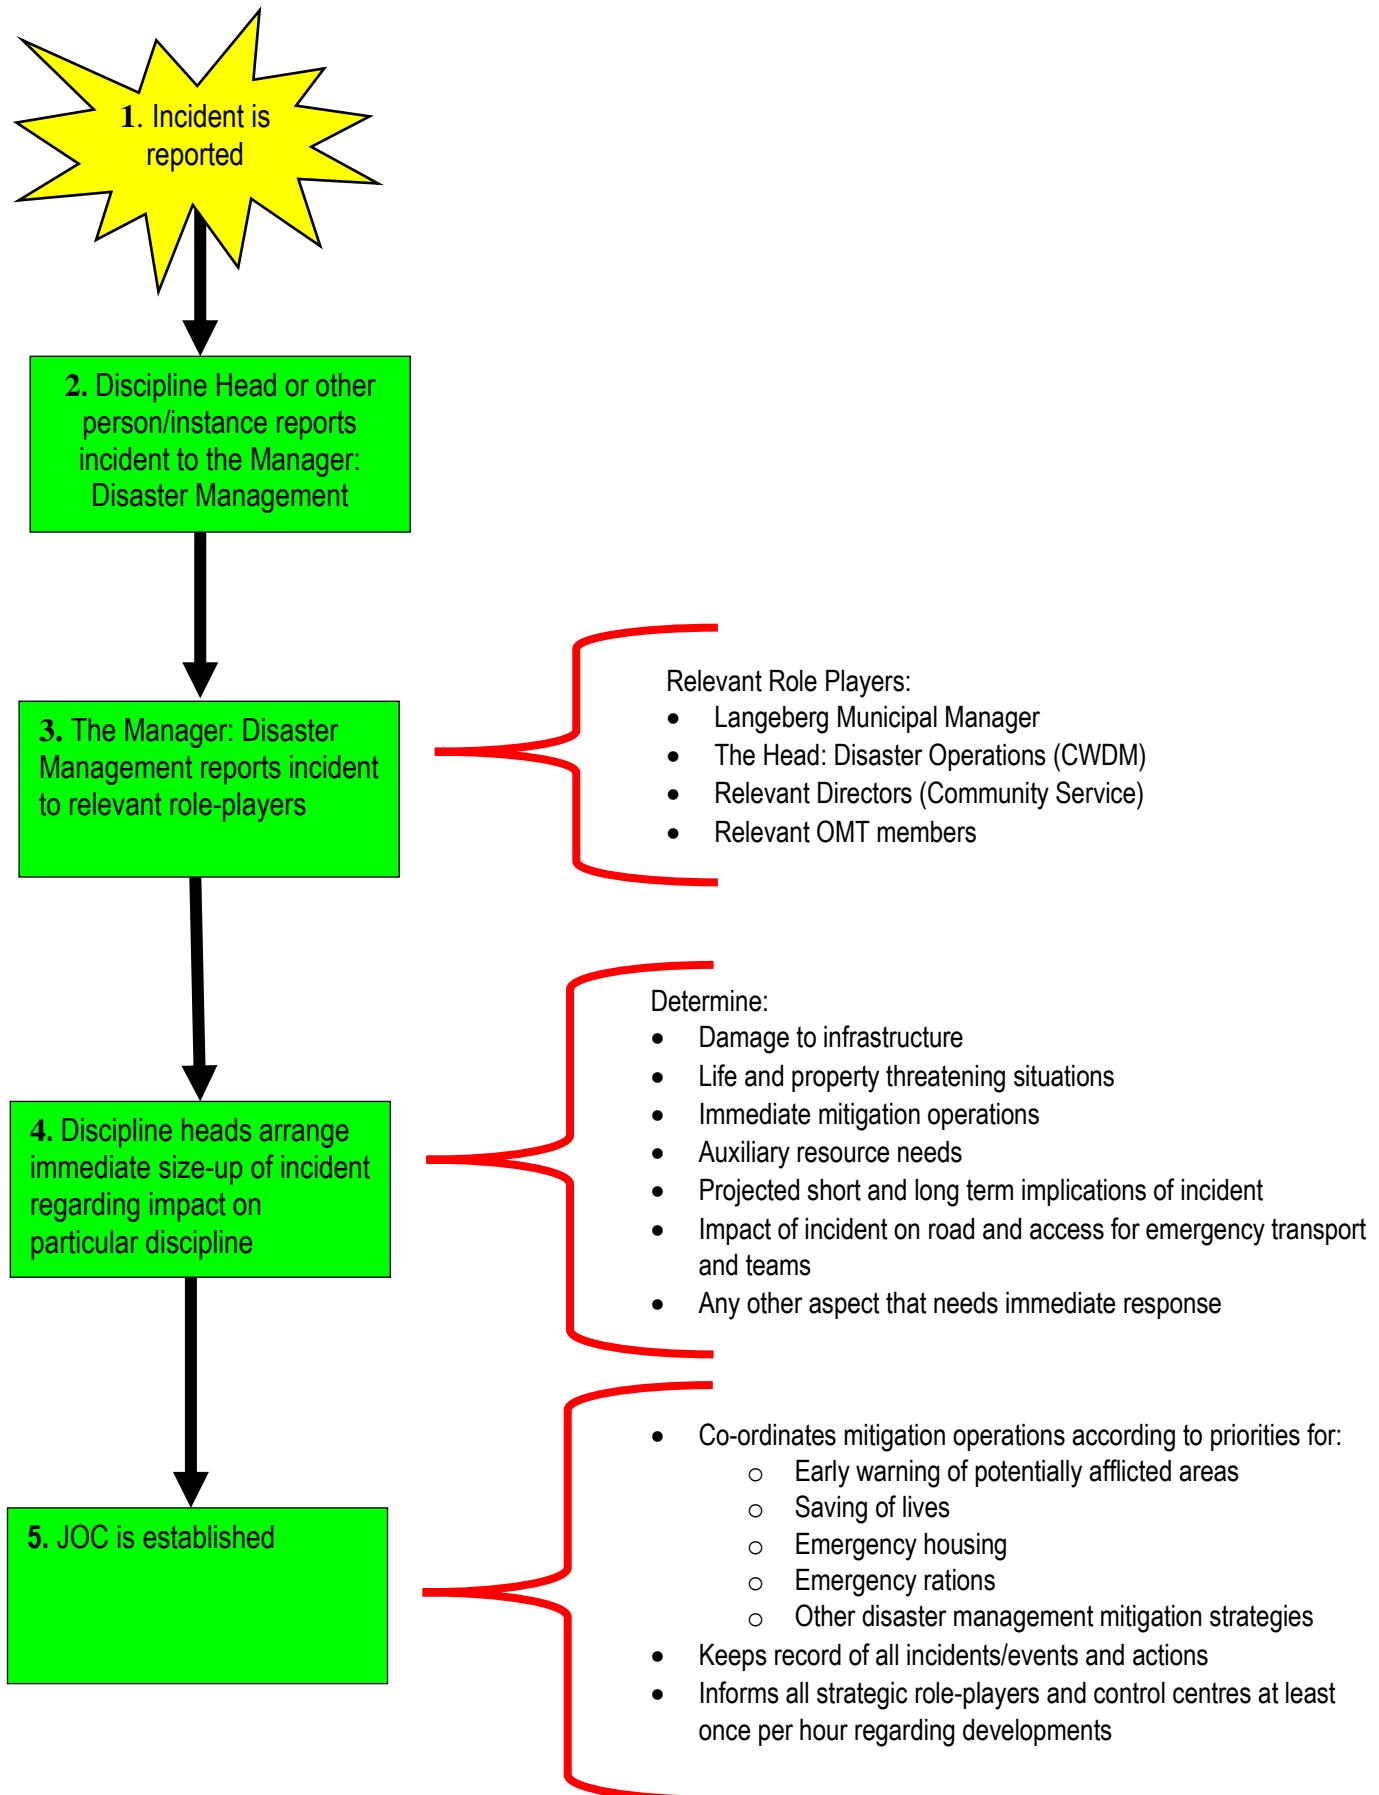 1. Incident is
reported
2. Discipline Head or other
person/instance reports
incident to the Manager:
Disaster Management
3. The Manager: Disaster
Management reports incident
to relevant role-players
Relevant Role Players:
• Langeberg Municipal Manager
• The Head: Disaster Operations (CWDM)
• Relevant Directors (Community Service)
• Relevant OMT members
4. Discipline heads arrange
immediate size-up of incident
regarding impact on
particular discipline
Determine:
• Damage to infrastructure
• Life and property threatening situations
• Immediate mitigation operations
• Auxiliary resource needs
• Projected short and long term implications of incident
• Impact of incident on road and access for emergency transport
and teams
• Any other aspect that needs immediate response
5. JOC is established
• Co-ordinates mitigation operations according to priorities for:
o Early warning of potentially afflicted areas
o Saving of lives
o Emergency housing
o Emergency rations
o Other disaster management mitigation strategies
• Keeps record of all incidents/events and actions
• Informs all strategic role-players and control centres at least
once per hour regarding developments